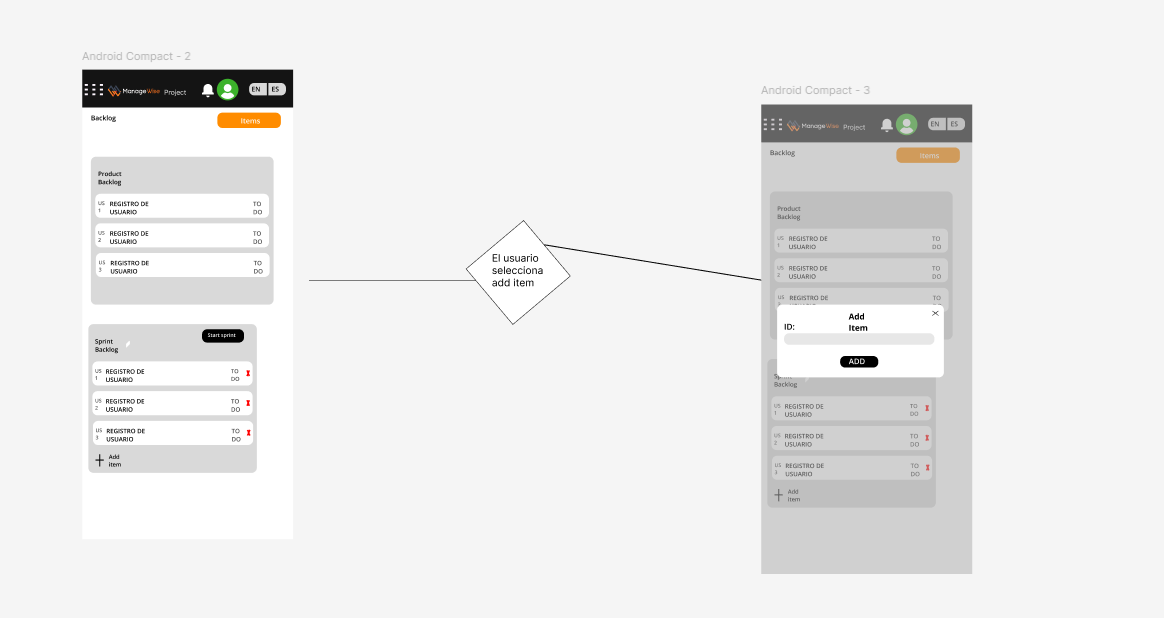 Android Compact - 2
ManageWise Project EN ES
Backlog
Items
Product
Backlog
US
1
REGISTRO DE
USUARIO
TO
DO
US
2
REGISTRO DE
USUARIO
TO
DO
US
3
REGISTRO DE
USUARIO
TO
DO
Start sprint
Sprint
Backlog
US
1
REGISTRO DE
USUARIO
TO
DO
US
2
REGISTRO DE
USUARIO
TO
DO
US
3
REGISTRO DE
USUARIO
TO
DO
Add
item
El usuario
selecciona
add item
Android Compact - 3
ManageWise Project EN ES
Backlog
Items
Product
Backlog
US
1
REGISTRO DE
USUARIO
TO
DO
US
2
REGISTRO DE
USUARIO
TO
DO
US
REGISTRO DE
TO
Add
Item
ID:
ADD
Backlog
US
1
REGISTRO DE
USUARIO
TO
DO
US
2
REGISTRO DE
USUARIO
TO
DO
US
3
REGISTRO DE
USUARIO
TO
DO
Add
item